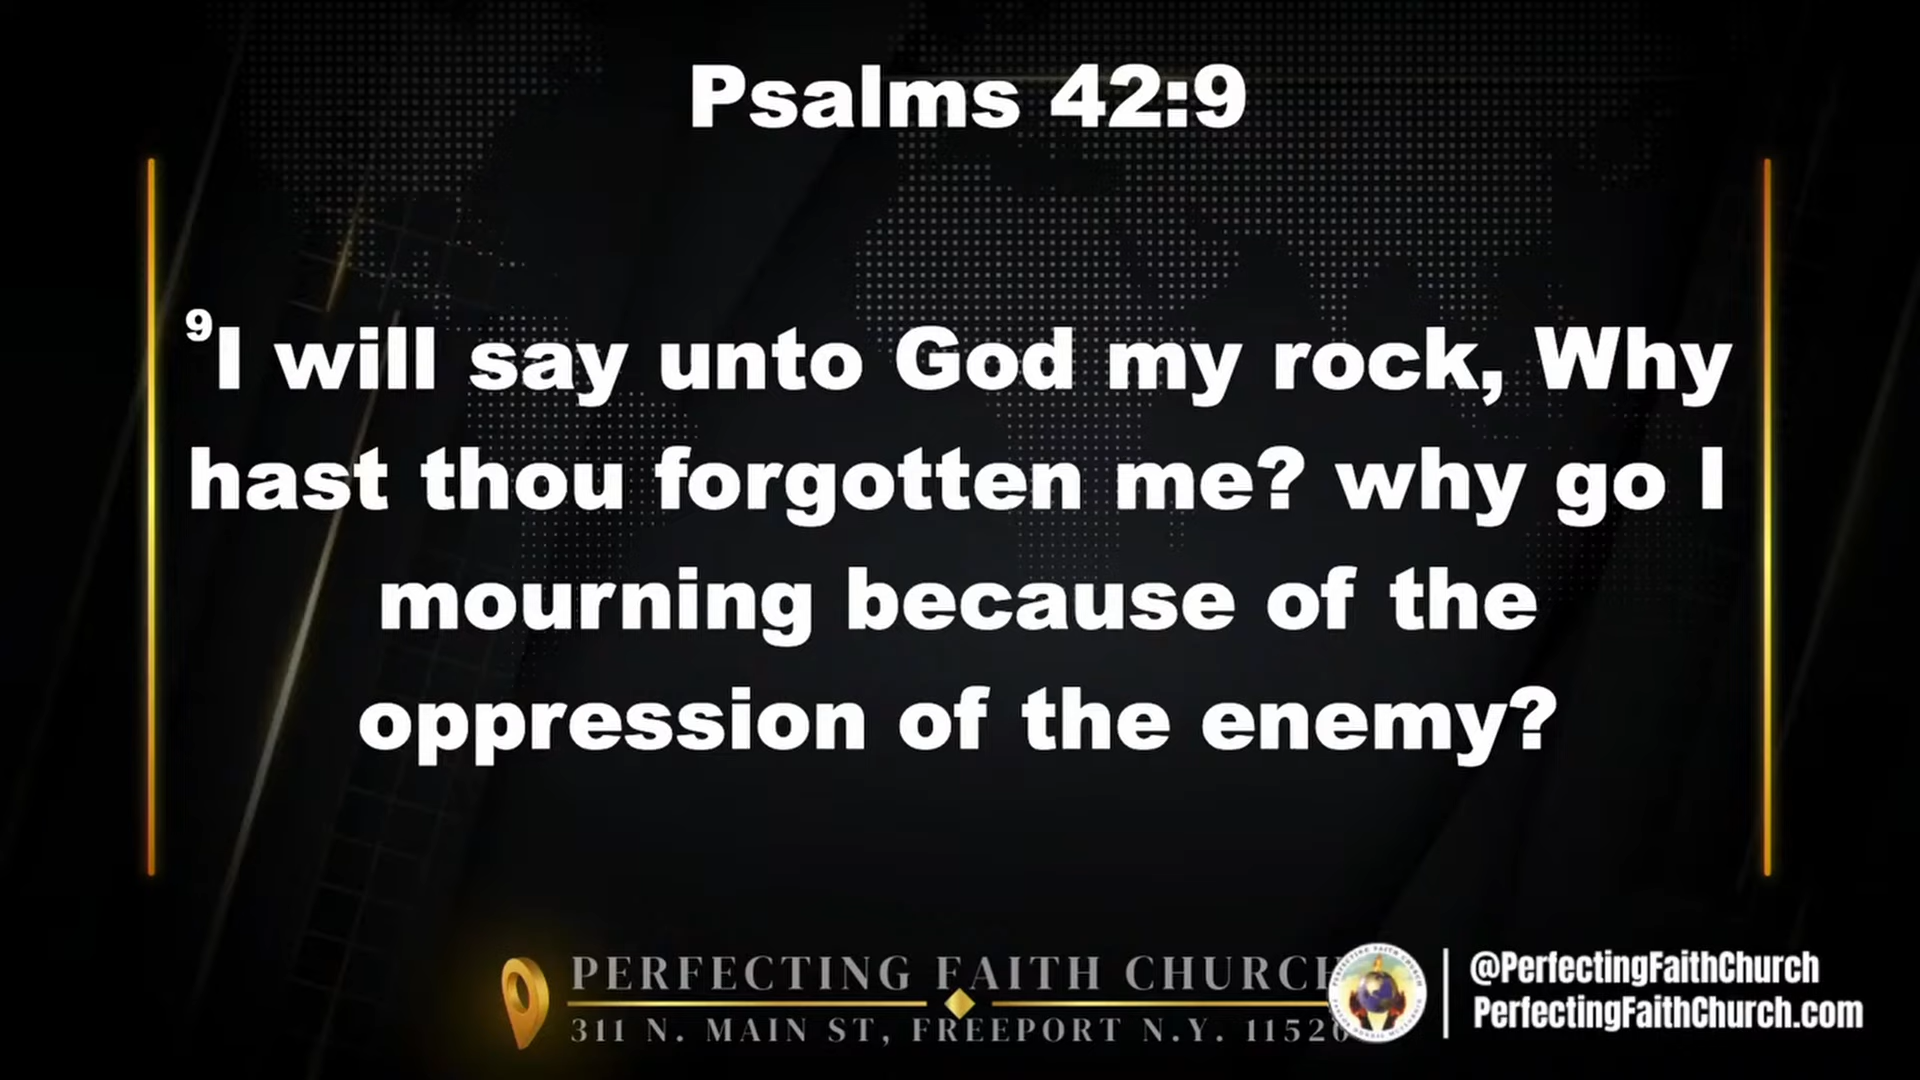 Psalms 42:9
9I will say unto God my rock, Why
hast thou forgotten me? why go I
mourning because of the
oppression of the enemy?
PERFECTING FAITH CHURCH
311 N. MAIN ST, FREEPORT N.Y. 11520
@PerfectingFaithChurch
PerfectingFaithChurch.com